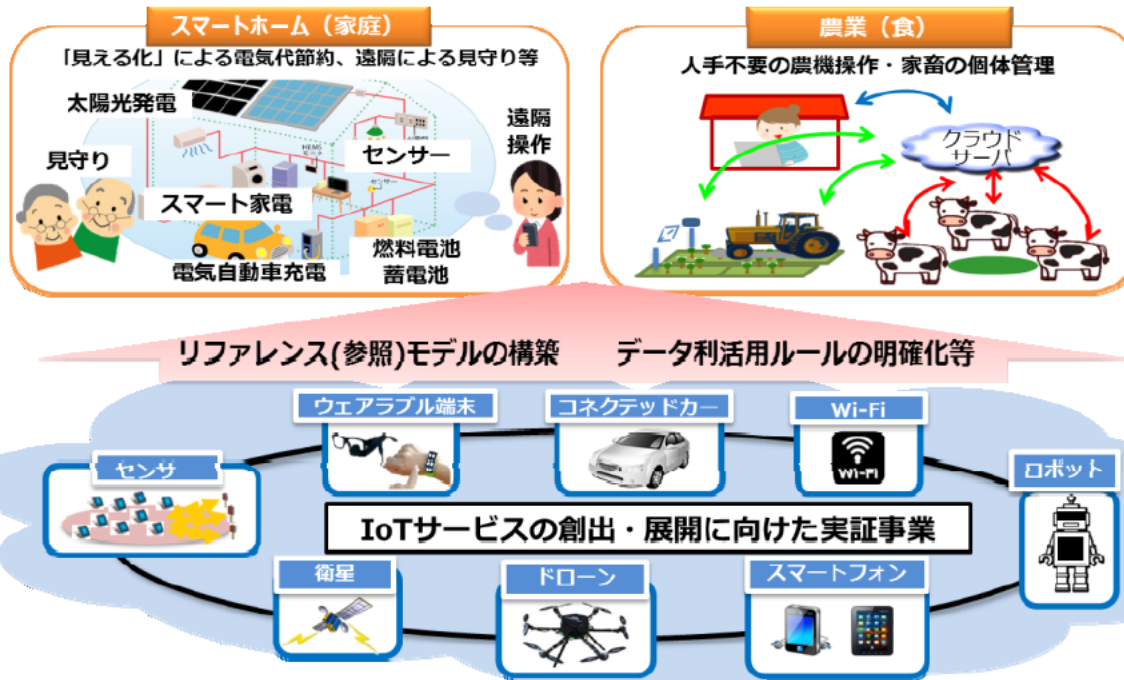 スマートホーム（家庭）
「見える化」による電気代節約、遠隔による見守り等
太陽光発電
遠隔
操作
センサー
見守り
HEMS
センサー
スマート家電
燃料電池
蓄電池
電気自動車充電
農業（食）
人手不要の農機操作・家畜の個体管理
クラウド
サーバ
リファレンス(参照)モデルの構築　　データ利活用ルールの明確化等
ウェアラブル端末
コネクテッドカー
Wi-Fi
Wi-Fi
センサ
ロボット
IoTサービスの創出・展開に向けた実証事業
衛星
ドローン
スマートフォン